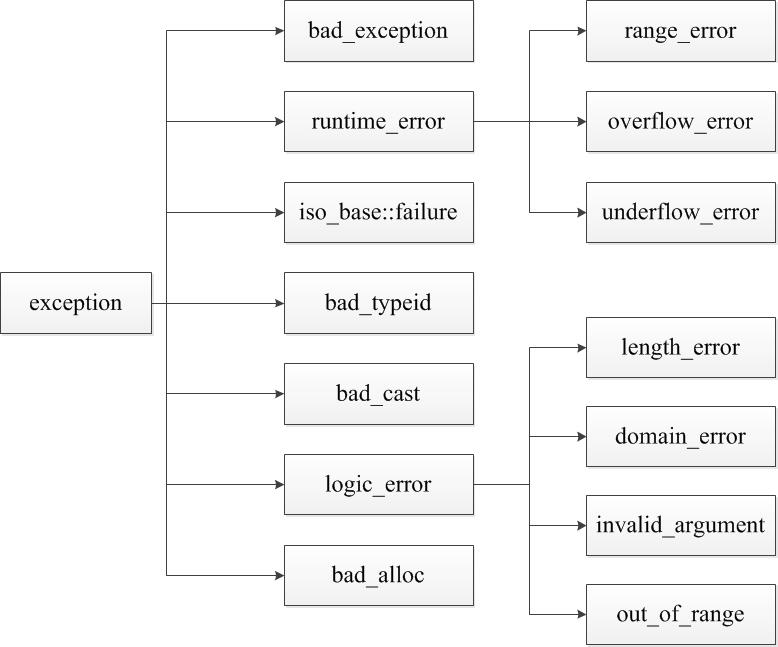 exception
bad_exception
runtime_error
iso_base::failure
bad_typeid
bad_cast
logic_error
bad_alloc
range_error
overflow_error
underflow_error
length_error
domain_error
invalid_argument
out_of_range